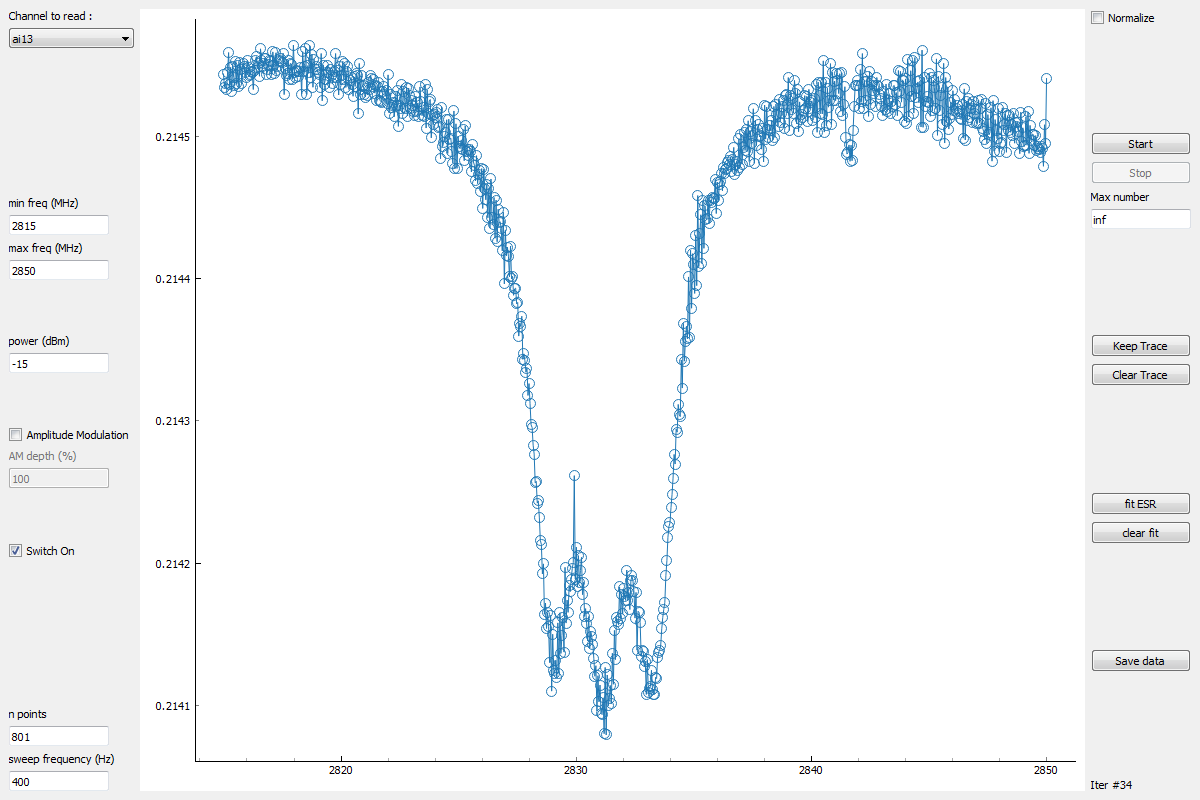 Channel to read :
ai13
min freq (MHz)
2815
max freq (MHz)
2850
power (dBm)
-15
Amplitude Modulation
AM depth (%)
100
Switch On
n points
801
sweep frequency (Hz)
400
0.2145
0.2144
0.2143
0.2142
0.2141
2820
2830
2840
2850
Normalize
Start
Stop
Max number
inf
Keep Trace
Clear Trace
fit ESR
clear fit
Save data
Iter #34